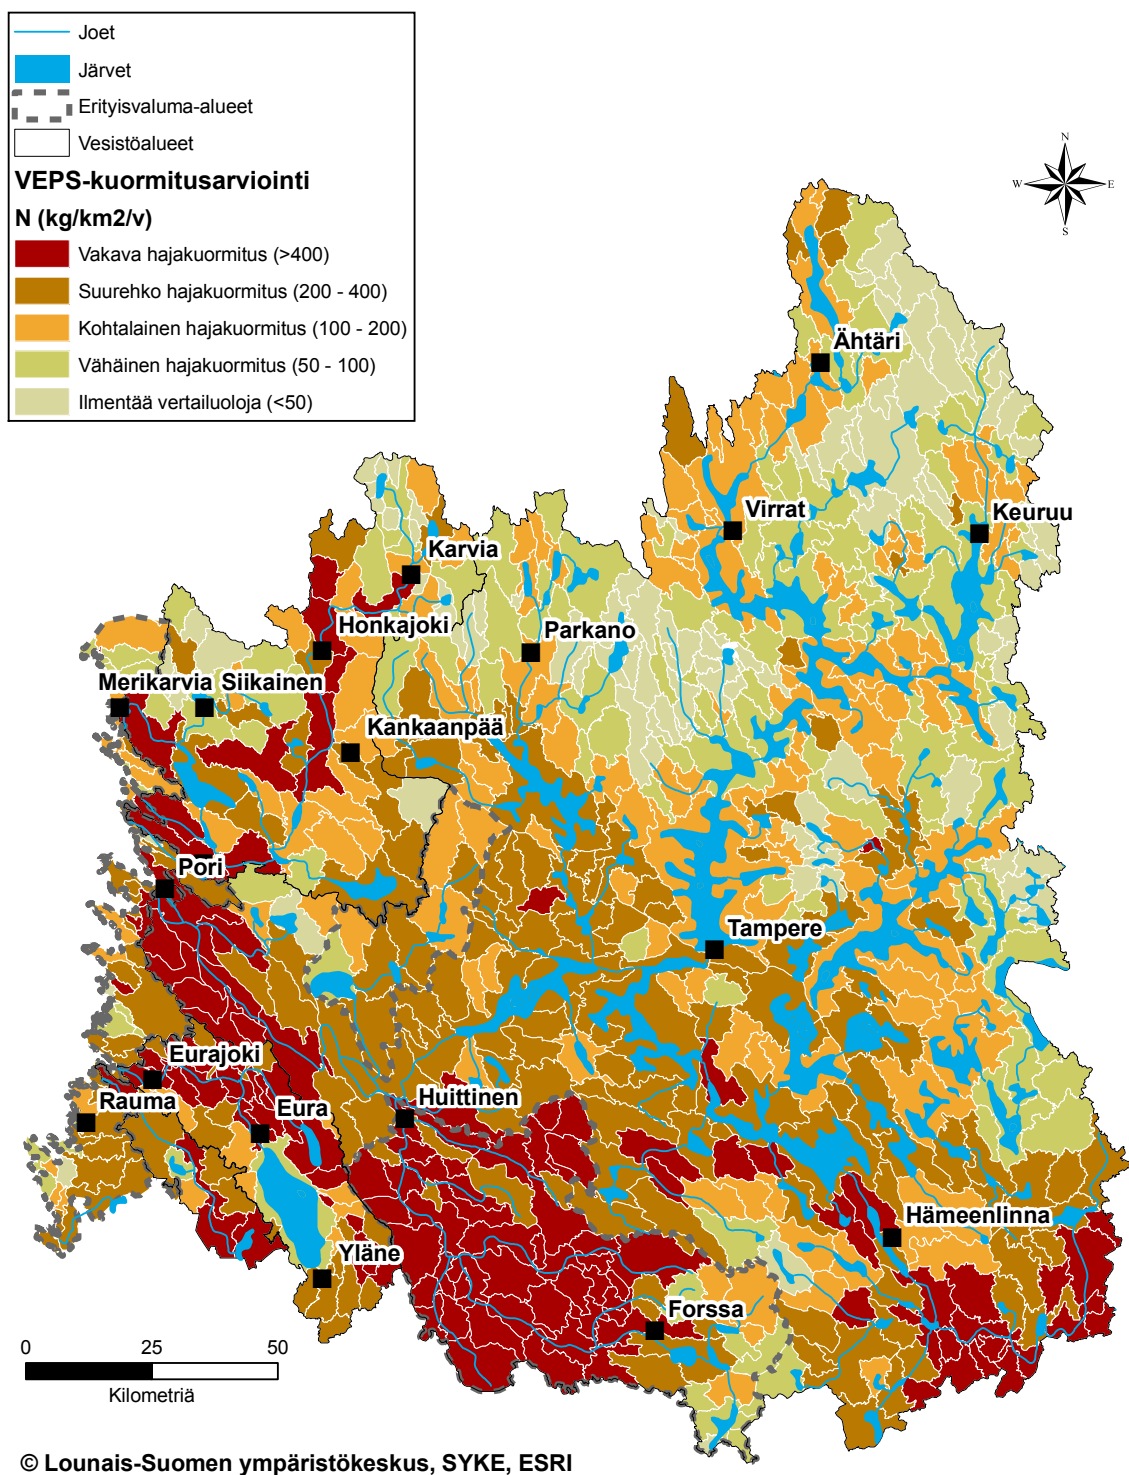 Joet
Järvet
Erityisvaluma-alueet
Vesistöalueet
VEPS-kuormitusarviointi
N (kg/km2/v)
Vakava hajakuormitus (>400)
Suurehko hajakuormitus (200 - 400)
Kohtalainen hajakuormitus (100 - 200)
Vähäinen hajakuormitus (50 - 100)
Ilmentää vertailuoloja (<50)
N
W E
S
Ähtäri
Virrat
Keuruu
Karvia
Honkajoki
Parkano
Merikarvia Siikainen
Kankaanpää
Pori
Tampere
Eurajoki
Rauma
Eura
Huittinen
Hämeenlinna
Yläne
Forssa
0 25 50
Kilometriä
© Lounais-Suomen ympäristökeskus, SYKE, ESRI